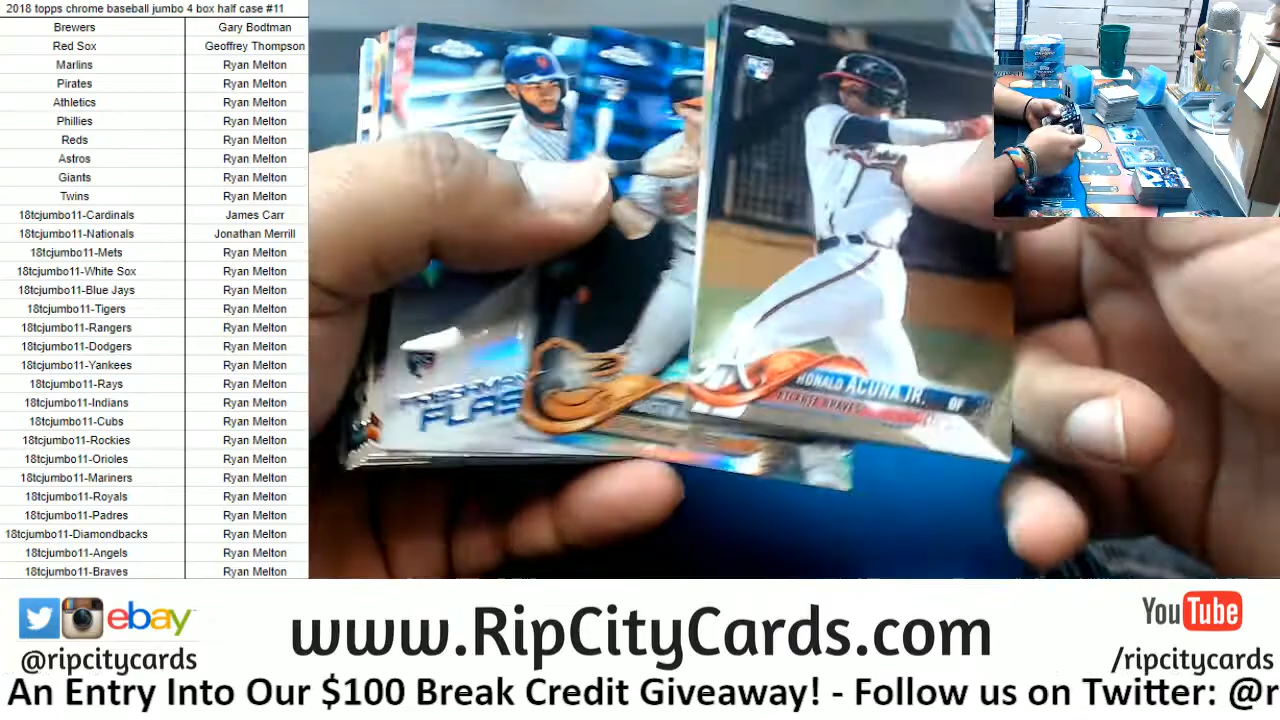 2018 topps chrome baseball jumbo 4 box half case #11
Brewers Gary Bodtman
Red Sox Geoffrey Thompson
Marlins Ryan Melton
Pirates Ryan Melton
Athletics Ryan Melton
Phillies Ryan Melton
Reds Ryan Melton
Astros Ryan Melton
Giants Ryan Melton
Twins Ryan Melton
18tcjumbo11-Cardinals James Carr
18tcjumbo11-Nationals Jonathan Merrill
18tcjumbo11-Mets Ryan Melton
18tcjumbo11-White Sox Ryan Melton
18tcjumbo11-Blue Jays Ryan Melton
18tcjumbo11-Tigers Ryan Melton
18tcjumbo11-Rangers Ryan Melton
18tcjumbo11-Dodgers Ryan Melton
18tcjumbo11-Yankees Ryan Melton
18tcjumbo11-Rays Ryan Melton
18tcjumbo11-Indians Ryan Melton
18tcjumbo11-Cubs Ryan Melton
18tcjumbo11-Rockies Ryan Melton
18tcjumbo11-Orioles Ryan Melton
18tcjumbo11-Mariners Ryan Melton
18tcjumbo11-Royals Ryan Melton
18tcjumbo11-Padres Ryan Melton
18tcjumbo11-Diamondbacks Ryan Melton
18tcjumbo11-Angels Ryan Melton
18tcjumbo11-Braves Ryan Melton
RONALD ACUÑA JR. OF
ATLANTA BRAVES
ebay
@ripcitycards
www.RipCityCards.com
YouTube
/ripcitycards
An Entry Into Our $100 Break Credit Giveaway! - Follow us on Twitter: @r